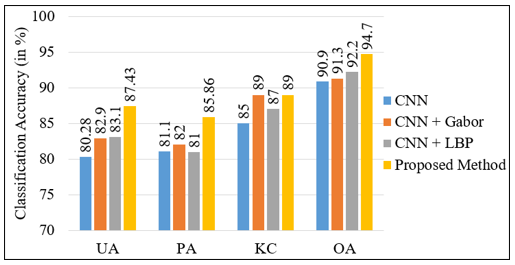 Classification Accuracy (in %)
100
95
90
85
80
75
70
80.28
82.9
83.1
87.43
81.1
82
81
85.86
85
89
87
89
90.9
91.3
92.2
94.7
UA
PA
KC
OA
CNN
CNN + Gabor
CNN + LBP
Proposed Method